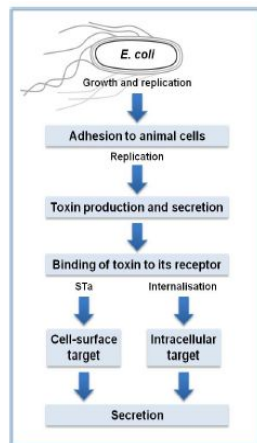 E. coli
Growth and replication
Adhesion to animal cells
Replication
Toxin production and secretion
Binding of toxin to its receptor
STa Internalisation
Cell-surface target Intracellular target
Secretion